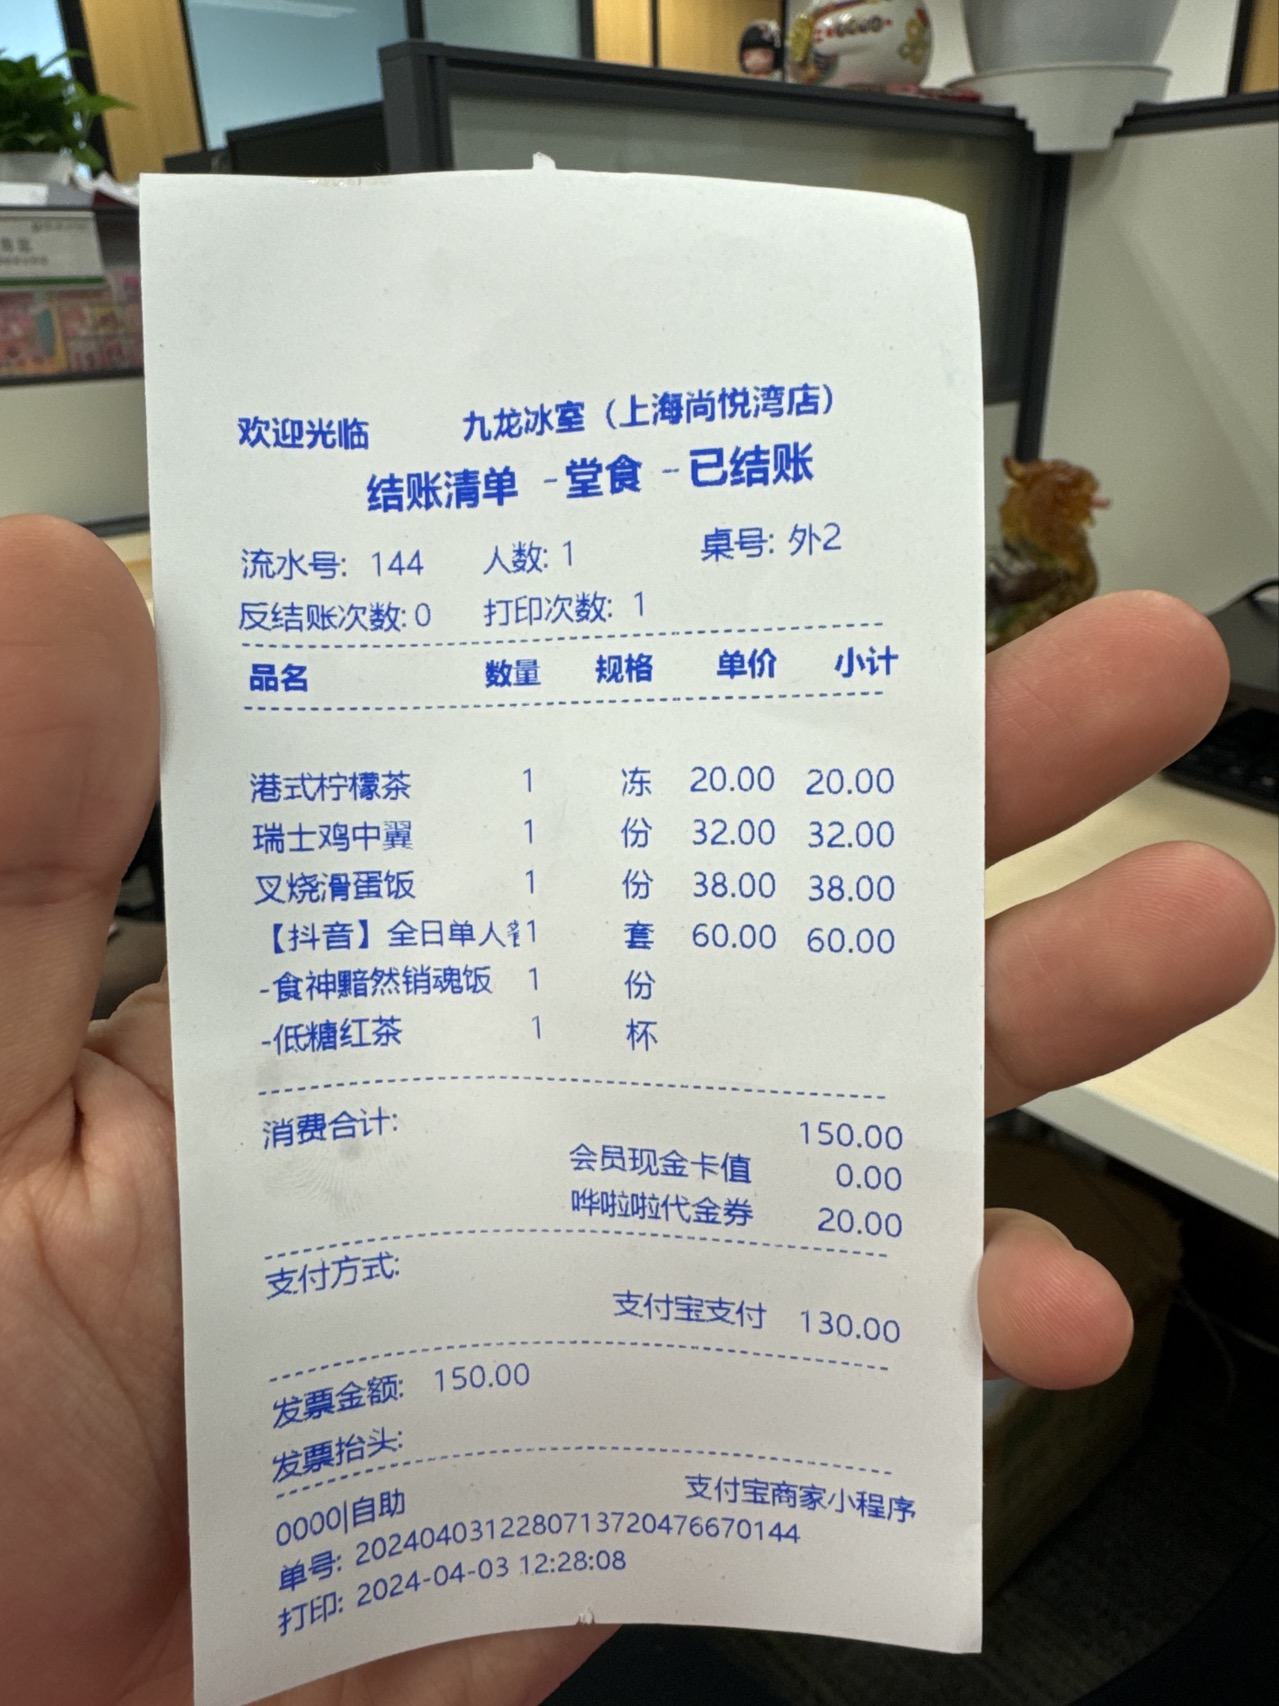 欢迎光临 九龙冰室（上海尚悦湾店）
结账清单 - 堂食 - 已结账
流水号: 144 人数: 1 桌号: 外2
反结账次数: 0 打印次数: 1
品名 数量 规格 单价 小计
港式柠檬茶 1 冻 20.00 20.00
瑞士鸡中翼 1 份 32.00 32.00
叉烧滑蛋饭 1 份 38.00 38.00
【抖音】全日单人 1 套 60.00 60.00
-食神黯然销魂饭 1 份
-低糖红茶 1 杯
消费合计: 150.00
会员现金卡值 0.00
哗啦啦代金券 20.00
支付方式:
支付宝支付 130.00
发票金额: 150.00
发票抬头:
0000|自助 支付宝商家小程序
单号: 2024040312280713720476670144
打印: 2024-04-03 12:28:08